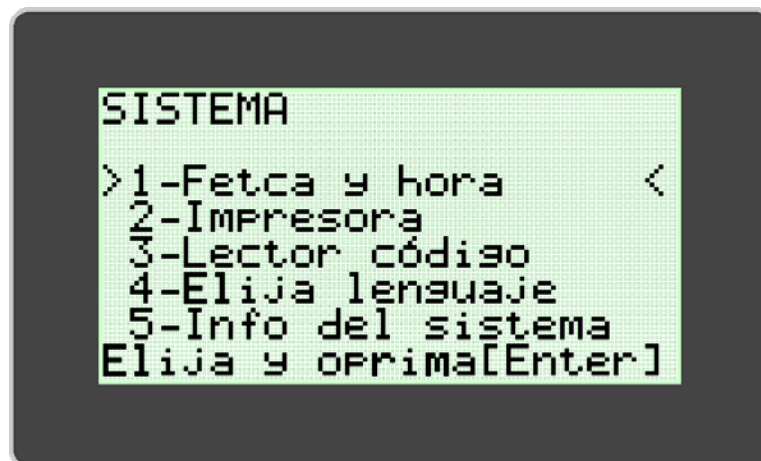 SISTEMA
>1-Fetca y hora <
2-Impresora
3-Lector código
4-Elija lenguaje
5-Info del sistema
Elija y oprima[Enter]